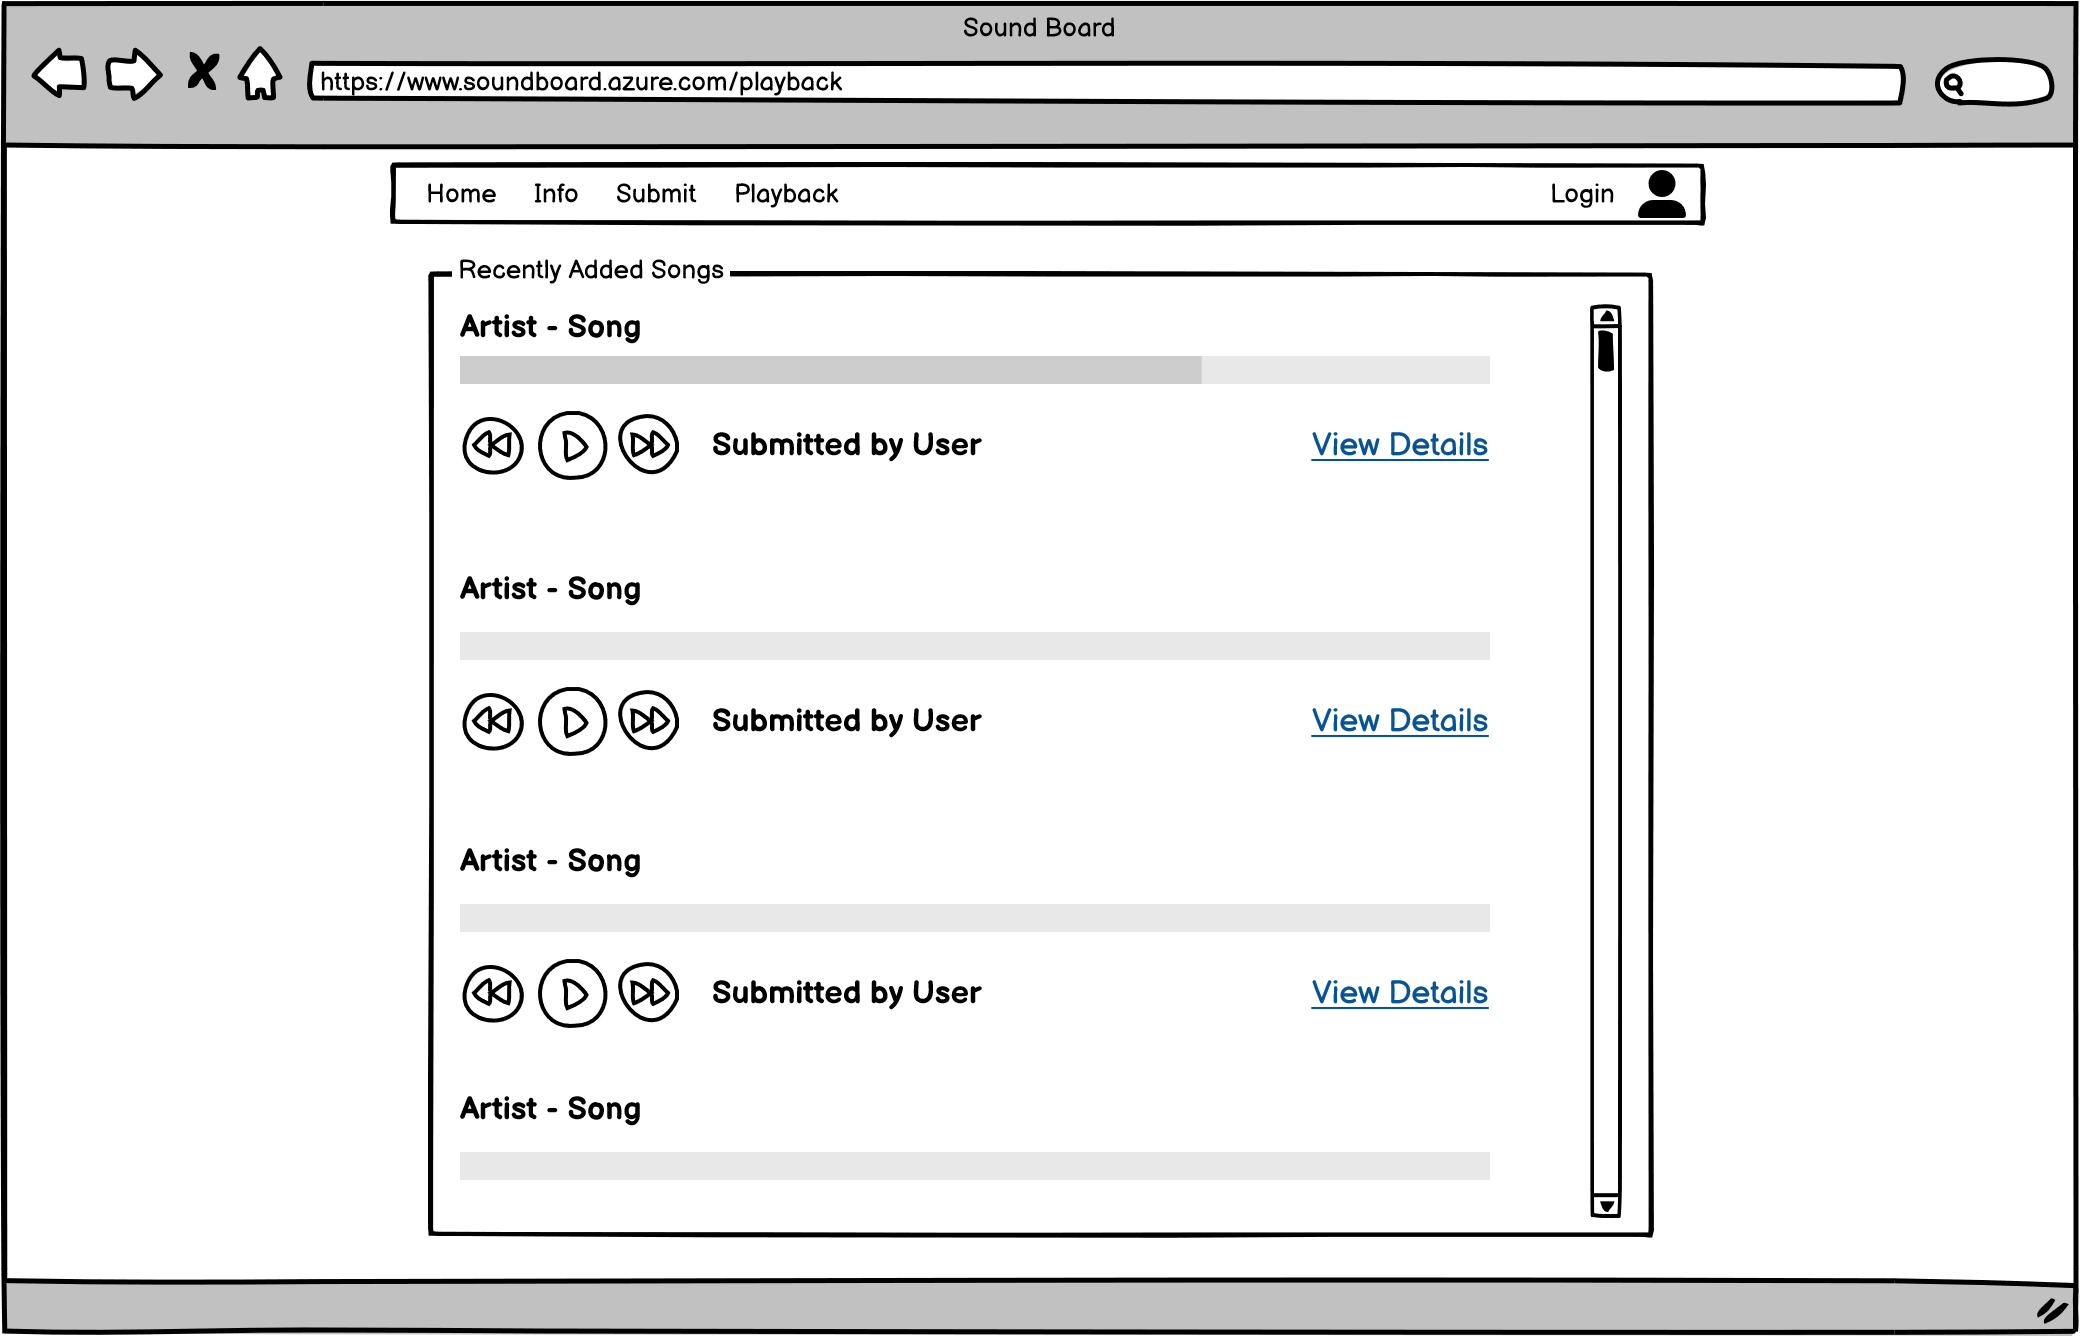 Sound Board
https://www.soundboard.azure.com/playback
Home Info Submit Playback Login
Recently Added Songs
Artist - Song
Submitted by User View Details
Artist - Song
Submitted by User View Details
Artist - Song
Submitted by User View Details
Artist - Song